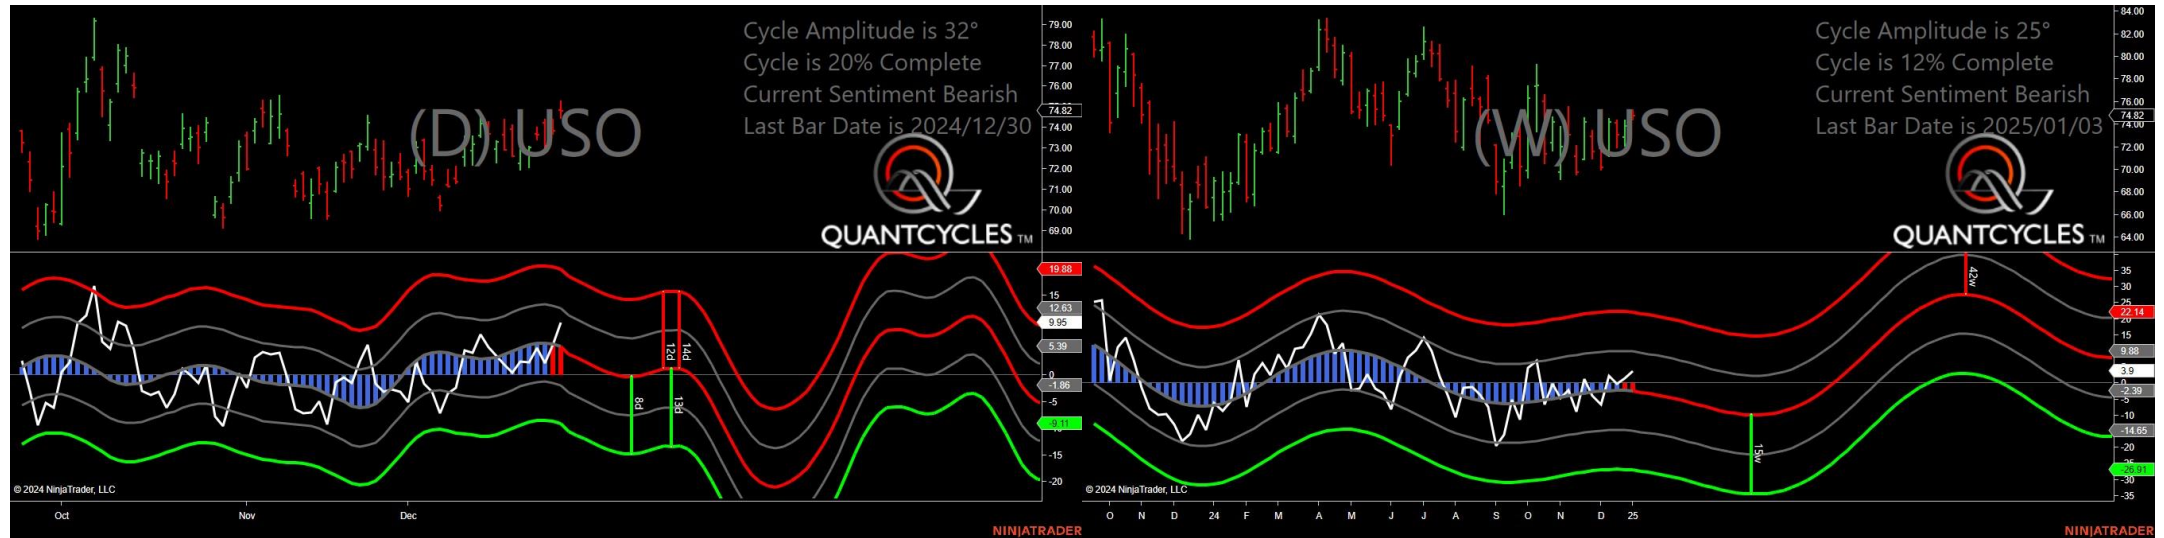 Cycle Amplitude is 32°
Cycle is 20% Complete
Current Sentiment Bearish
Last Bar Date is 2024/12/30
(D) USO
QUANTCYCLES TM
79.00
78.00
77.00
76.00
74.82
74.00
73.00
72.00
71.00
70.00
69.00
19.88
15
12.63
9.95
5.39
0
-1.86
-5
-9.11
-15
-20
8d
12d
13d
14d
© 2024 NinjaTrader, LLC
Oct
Nov
Dec
NINJATRADER
Cycle Amplitude is 25°
Cycle is 12% Complete
Current Sentiment Bearish
Last Bar Date is 2025/01/03
(W) USO
QUANTCYCLES TM
84.00
82.00
80.00
78.00
76.00
74.82
74.00
72.00
70.00
68.00
66.00
64.00
35
30
25
22.14
20
15
9.88
3.9
0
-2.39
-5
-10
-14.65
-20
-26.91
-30
-35
42w
15w
© 2024 NinjaTrader, LLC
O N D 24 F M A M J J A S O N D 25
NINJATRADER